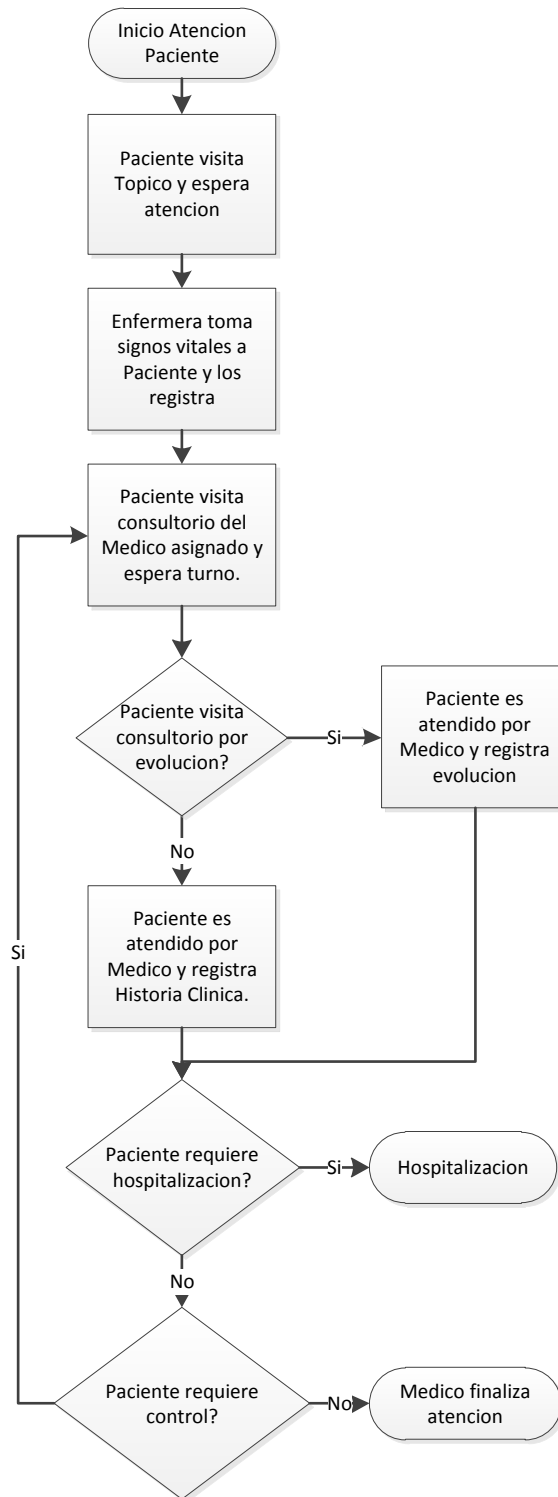 Inicio Atencion
Paciente
Paciente visita
Topico y espera
atencion
Enfermera toma
signos vitales a
Paciente y los
registra
Paciente visita
consultorio del
Medico asignado y
espera turno.
Paciente visita
consultorio por
evolucion?
Si
Paciente es
atendido por
Medico y registra
evolucion
No
Paciente es
atendido por
Medico y registra
Historia Clinica.
Si
Paciente requiere
hospitalizacion?
Si
Hospitalizacion
No
Paciente requiere
control?
No
Medico finaliza
atencion